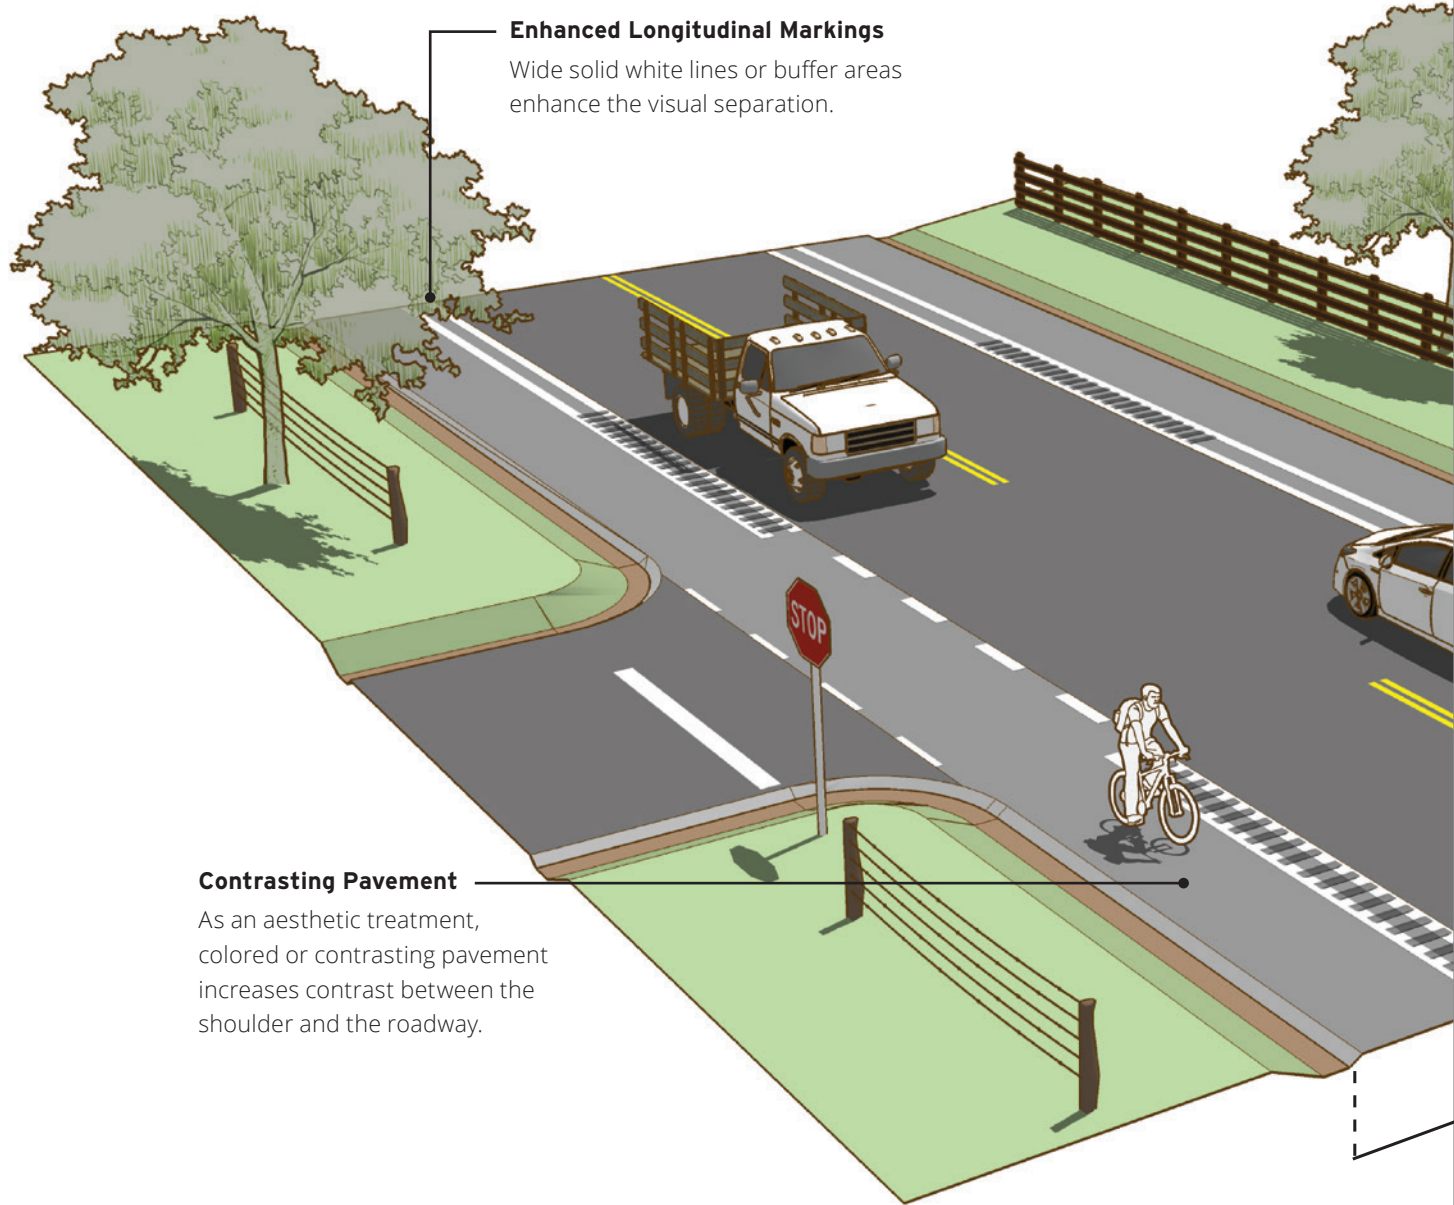 Enhanced Longitudinal Markings
Wide solid white lines or buffer areas
enhance the visual separation.
STOP
Contrasting Pavement
As an aesthetic treatment,
colored or contrasting pavement
increases contrast between the
shoulder and the roadway.